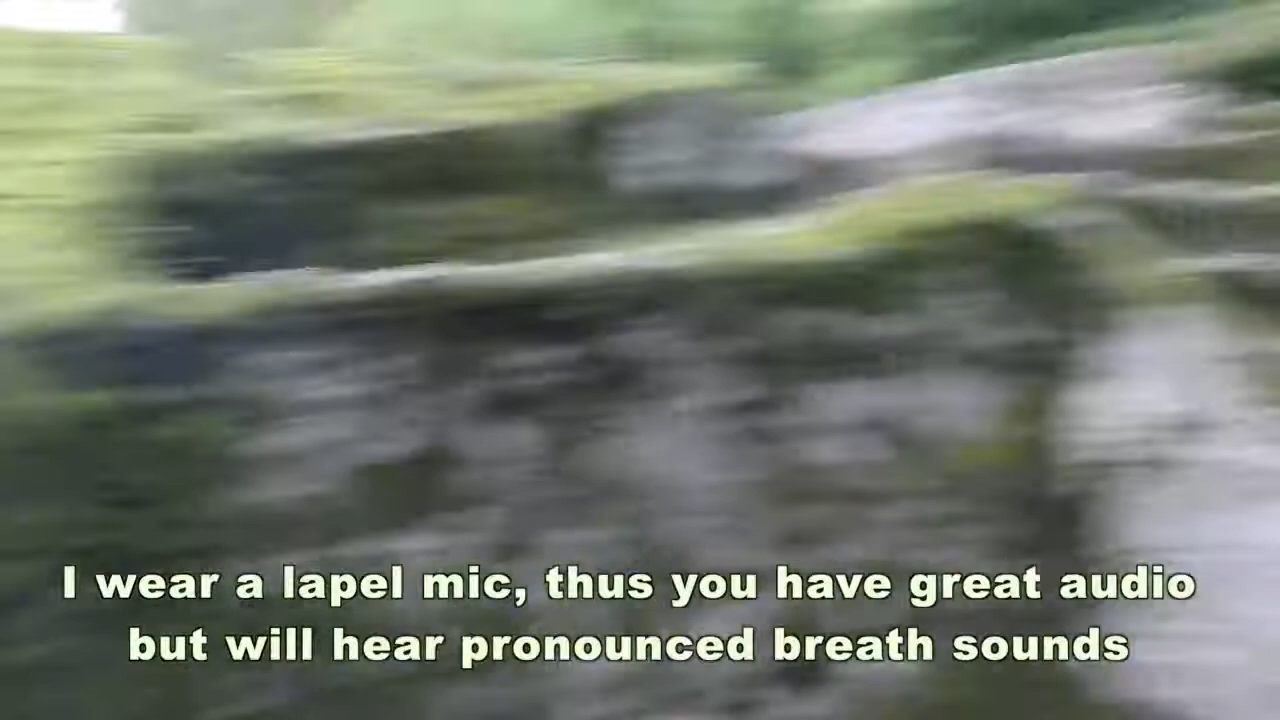 I wear a lapel mic, thus you have great audio
but will hear pronounced breath sounds